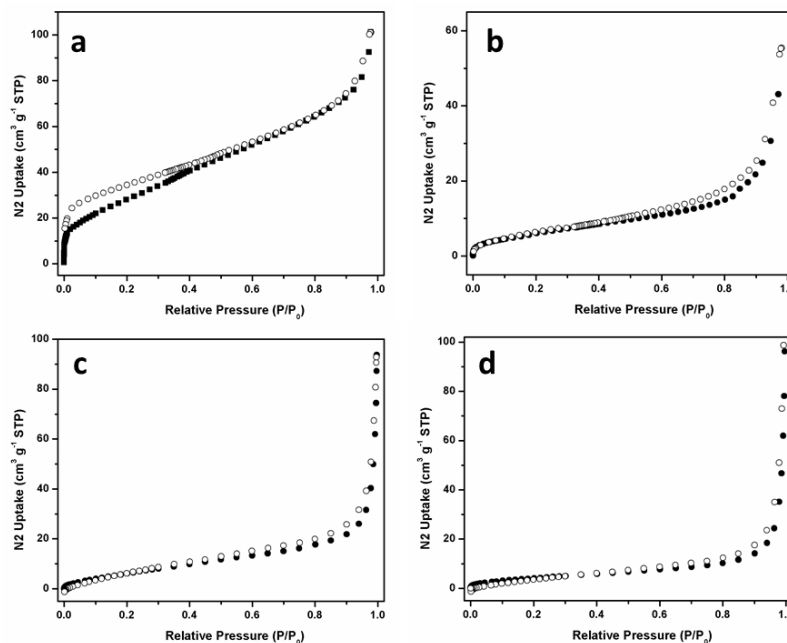 a
N2 Uptake (cm³ g⁻¹ STP)
100
80
60
40
20
0
0.0 0.2 0.4 0.6 0.8 1.0
Relative Pressure (P/P₀)
b
N2 Uptake (cm³ g⁻¹ STP)
60
40
20
0
0.0 0.2 0.4 0.6 0.8 1.
Relative Pressure (P/P₀)
c
N2 Uptake (cm³ g⁻¹ STP)
100
80
60
40
20
0
0.0 0.2 0.4 0.6 0.8 1.0
Relative Pressure (P/P₀)
d
N2 Uptake (cm³ g⁻¹ STP)
100
80
60
40
20
0
0.0 0.2 0.4 0.6 0.8 1.
Relative Pressure (P/P₀)